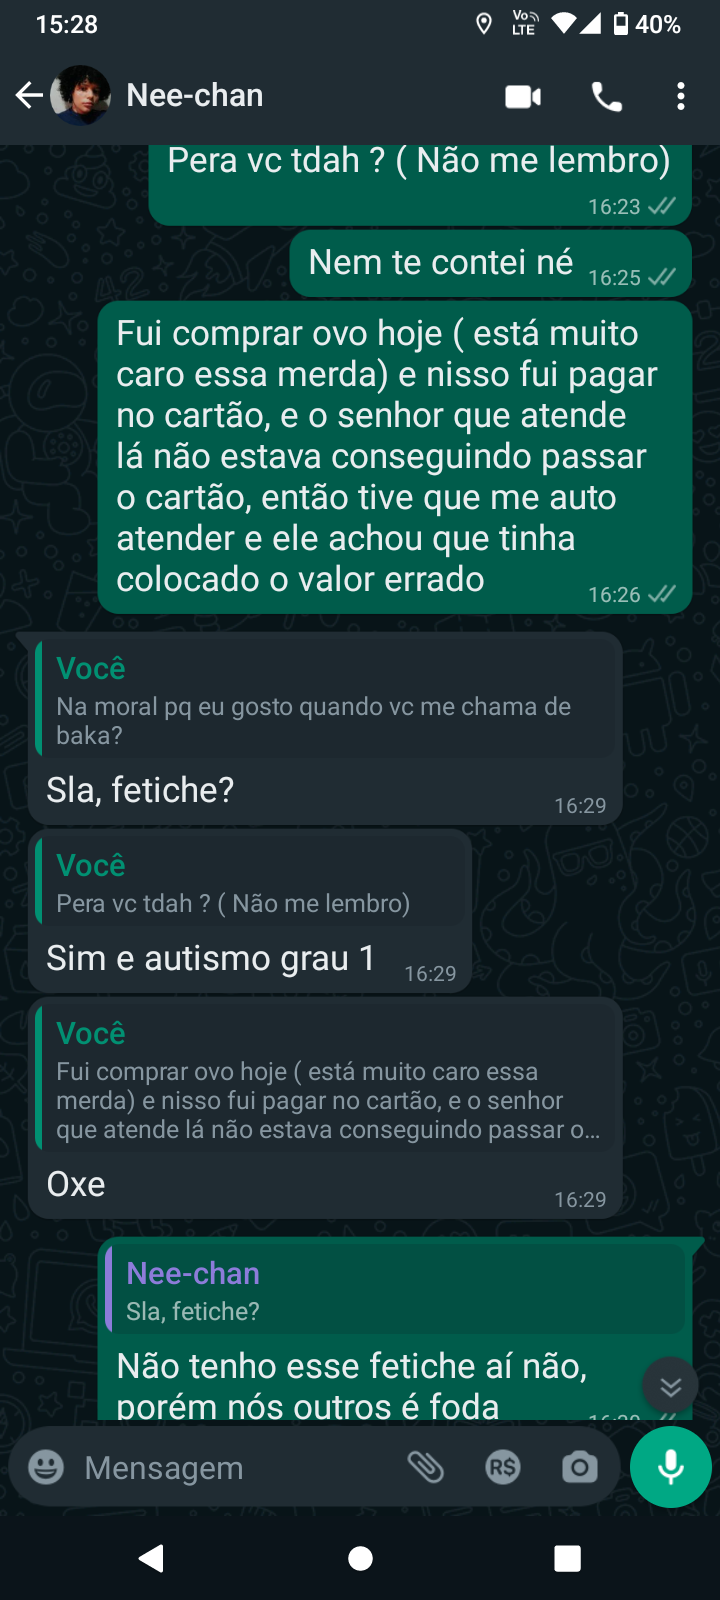 15:28
Vo
LTE
40%
Nee-chan
Pera vc tdah ? ( Não me lembro)
16:23
Nem te contei né
16:25
Fui comprar ovo hoje ( está muito
caro essa merda) e nisso fui pagar
no cartão, e o senhor que atende
lá não estava conseguindo passar
o cartão, então tive que me auto
atender e ele achou que tinha
colocado o valor errado
16:26
Você
Na moral pq eu gosto quando vc me chama de
baka?
Sla, fetiche?
16:29
Você
Pera vc tdah ? ( Não me lembro)
Sim e autismo grau 1
16:29
Você
Fui comprar ovo hoje ( está muito caro essa
merda) e nisso fui pagar no cartão, e o senhor
que atende lá não estava conseguindo passar o...
Oxe
16:29
Nee-chan
Sla, fetiche?
Não tenho esse fetiche aí não,
porém nós outros é foda
Mensagem
R$